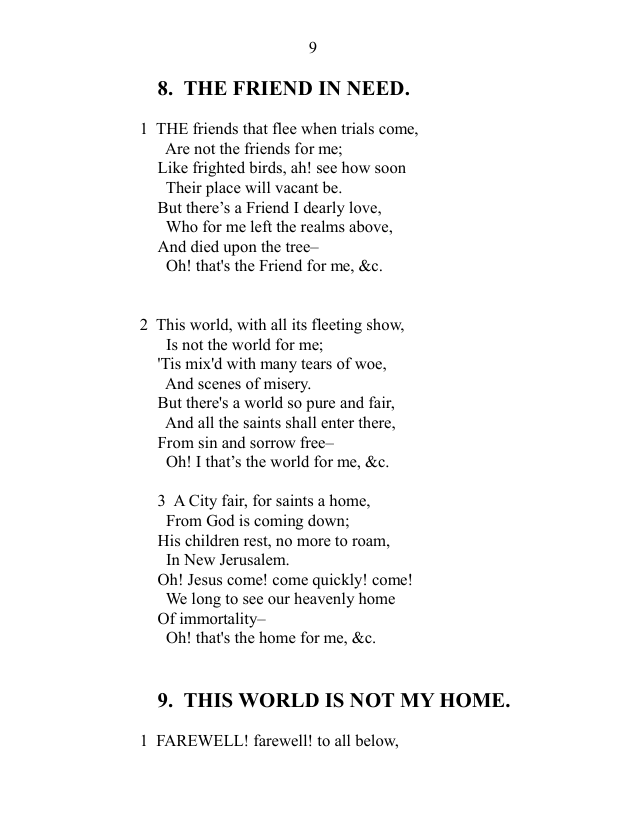 9
8. THE FRIEND IN NEED.
1 THE friends that flee when trials come,
Are not the friends for me;
Like frighted birds, ah! see how soon
Their place will vacant be.
But there’s a Friend I dearly love,
Who for me left the realms above,
And died upon the tree–
Oh! that's the Friend for me, &c.
2 This world, with all its fleeting show,
Is not the world for me;
'Tis mix'd with many tears of woe,
And scenes of misery.
But there's a world so pure and fair,
And all the saints shall enter there,
From sin and sorrow free–
Oh! I that’s the world for me, &c.
3 A City fair, for saints a home,
From God is coming down;
His children rest, no more to roam,
In New Jerusalem.
Oh! Jesus come! come quickly! come!
We long to see our heavenly home
Of immortality–
Oh! that's the home for me, &c.
9. THIS WORLD IS NOT MY HOME.
1 FAREWELL! farewell! to all below,